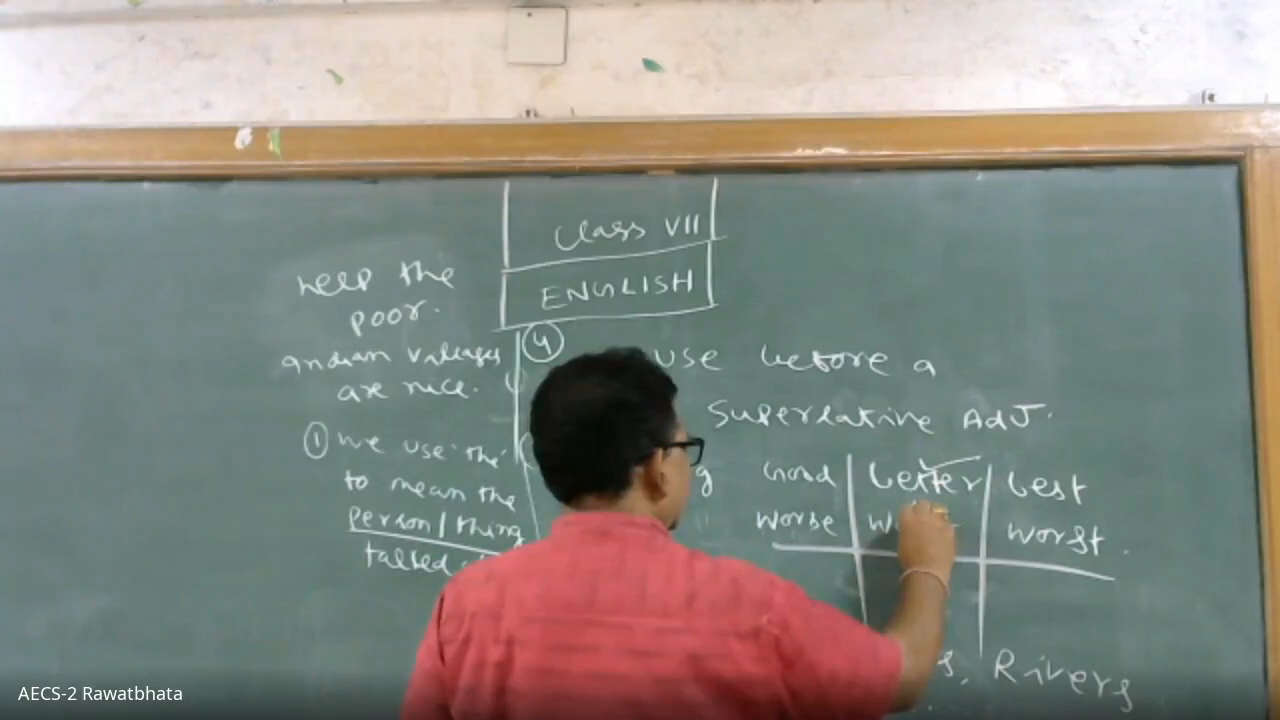 Class VII
ENGLISH
help the
poor.
Indian villages
are nice.
① we use 'the'
to mean the
person/thing
talked
④
use before a
Superlative Adj.
Good better best
worse worst.
Rivers
AECS-2 Rawatbhata